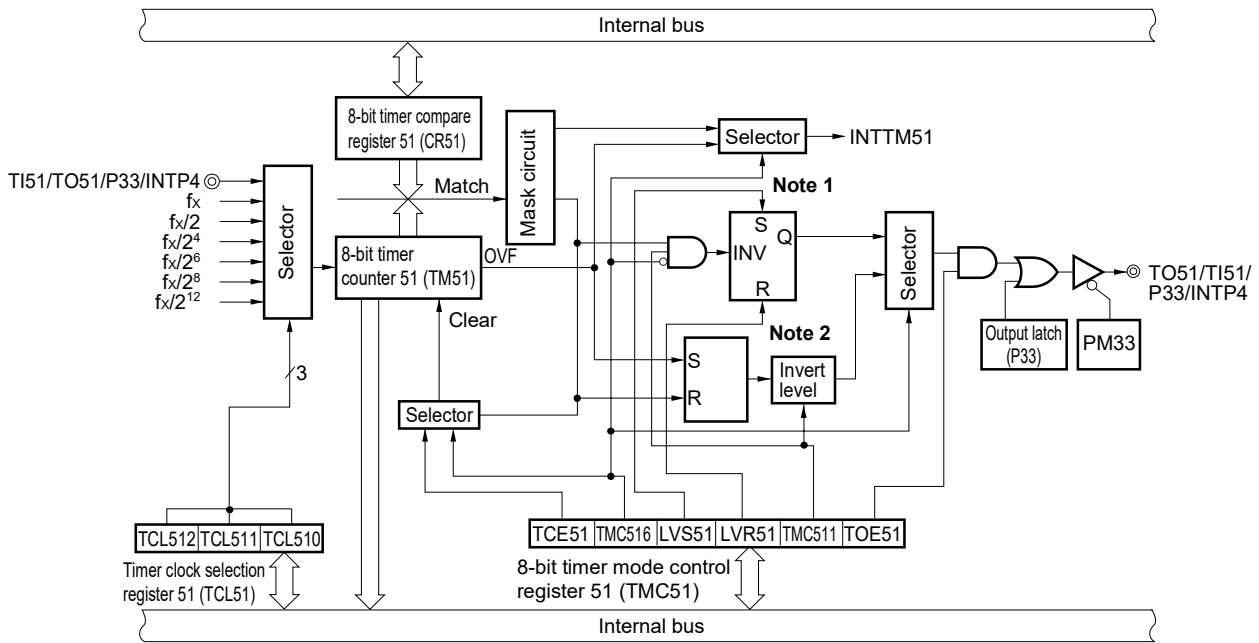 Internal bus
8-bit timer compare
register 51 (CR51)
Mask circuit
Selector
INTTM51
TI51/TO51/P33/INTP4
fX
fX/2
fX/2⁴
fX/2⁶
fX/2⁸
fX/2¹²
Selector
Match
Note 1
8-bit timer
counter 51 (TM51)
OVF
Clear
S
INV
Q
R
Selector
TO51/TI51/
P33/INTP4
Output latch
(P33)
PM33
Note 2
S
R
Invert
level
3
Selector
TCL512
TCL511
TCL510
Timer clock selection
register 51 (TCL51)
TCE51
TMC516
LVS51
LVR51
TMC511
TOE51
8-bit timer mode control
register 51 (TMC51)
Internal bus